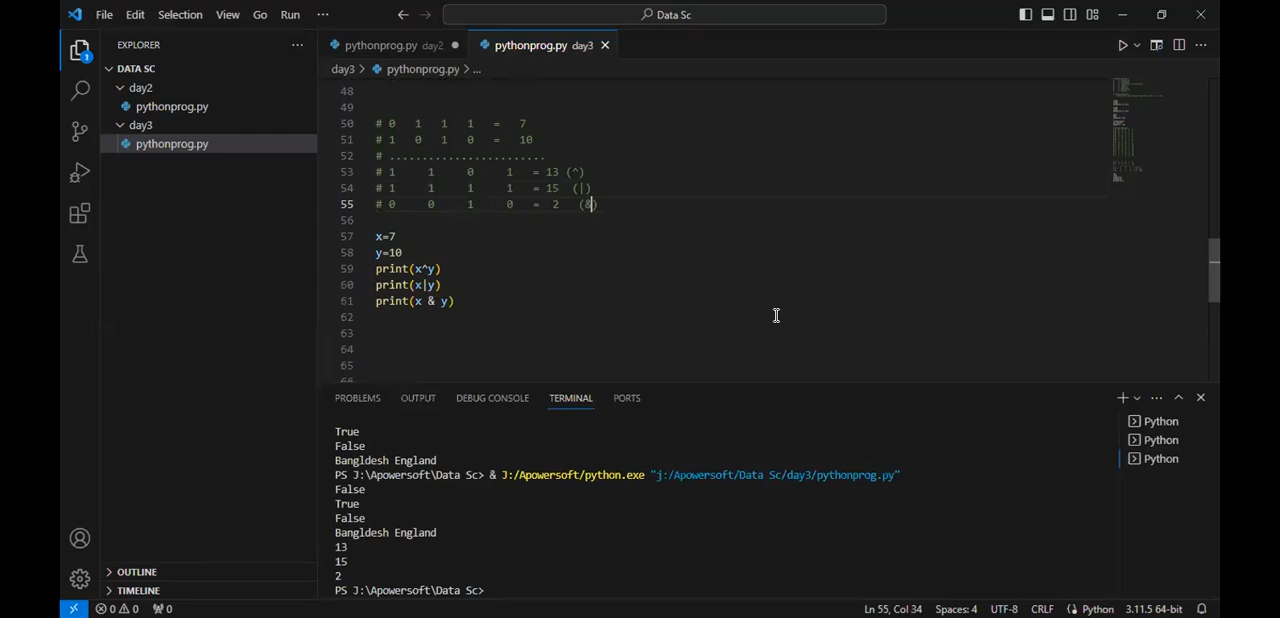 File Edit Selection View Go Run ··· Data Sc
EXPLORER ···
DATA SC
day2
pythonprog.py
day3
pythonprog.py
OUTLINE
TIMELINE
1
pythonprog.py day2 ● pythonprog.py day3
day3 > pythonprog.py > ...
48
49
50 # 0 1 1 1 = 7
51 # 1 0 1 0 = 10
52 # ........................
53 # 1 1 0 1 = 13 (^)
54 # 1 1 1 1 = 15 (|)
55 # 0 0 1 0 = 2 (&)
56
57 x=7
58 y=10
59 print(x^y)
60 print(x|y)
61 print(x & y)
62
63
64
65
66
PROBLEMS OUTPUT DEBUG CONSOLE TERMINAL PORTS
True
False
Bangldesh England
PS J:\Apowersoft\Data Sc> & J:/Apowersoft/python.exe "j:/Apowersoft/Data Sc/day3/pythonprog.py"
False
True
False
Bangldesh England
13
15
2
PS J:\Apowersoft\Data Sc>
Python
Python
Python
0 0 0 Ln 55, Col 34 Spaces: 4 UTF-8 CRLF Python 3.11.5 64-bit